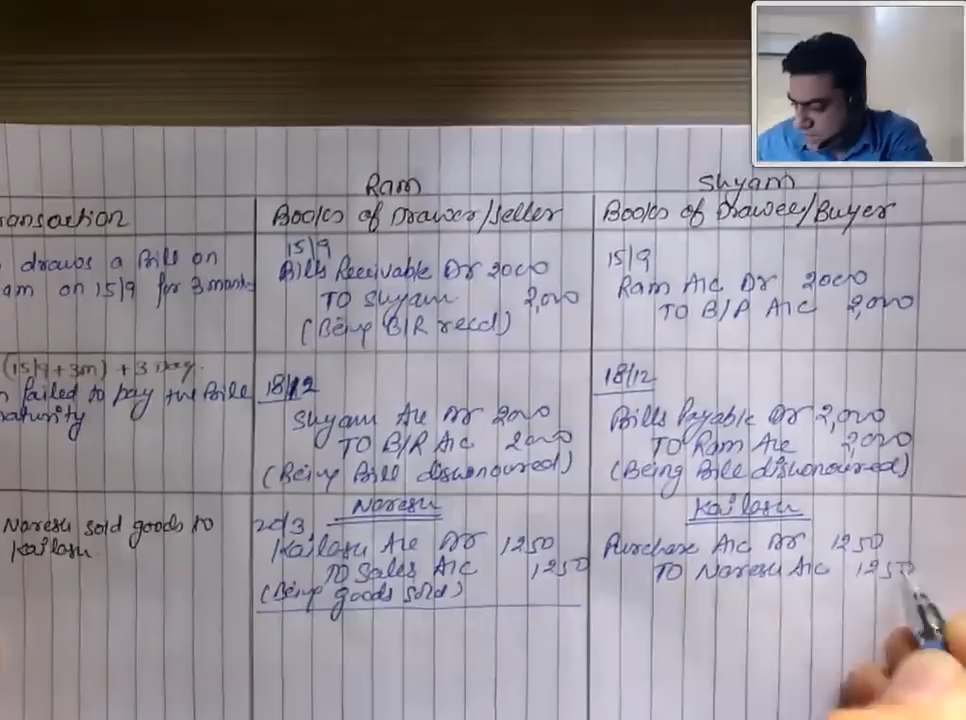 Ram
Shyam
ransaction
Books of Drawer/Seller
Books of Drawee/Buyer
draws a Bill on
am on 15/9 for 3 months
15/9
Bills Receivable Dr 2000
To Shyam 2,000
(Being B/R recd)
15/9
Ram A/c Dr 2000
To B/P A/c 2,000
(15/9+3m) + 3 Day.
failed to pay the Bill
maturity
18/12
Shyam A/c Dr 2000
To B/R A/c 2000
(Being Bill dishonoured)
18/12
Bills Payable Dr 2,000
To Ram A/c 2,000
(Being Bill dishonoured)
Naresh sold goods to
Kailash
Naresh
20/3
Kailash A/c Dr 1250
To Sales A/c 1250
(Being goods sold)
Kailash
Purchase A/c Dr 1250
To Naresh A/c 1250